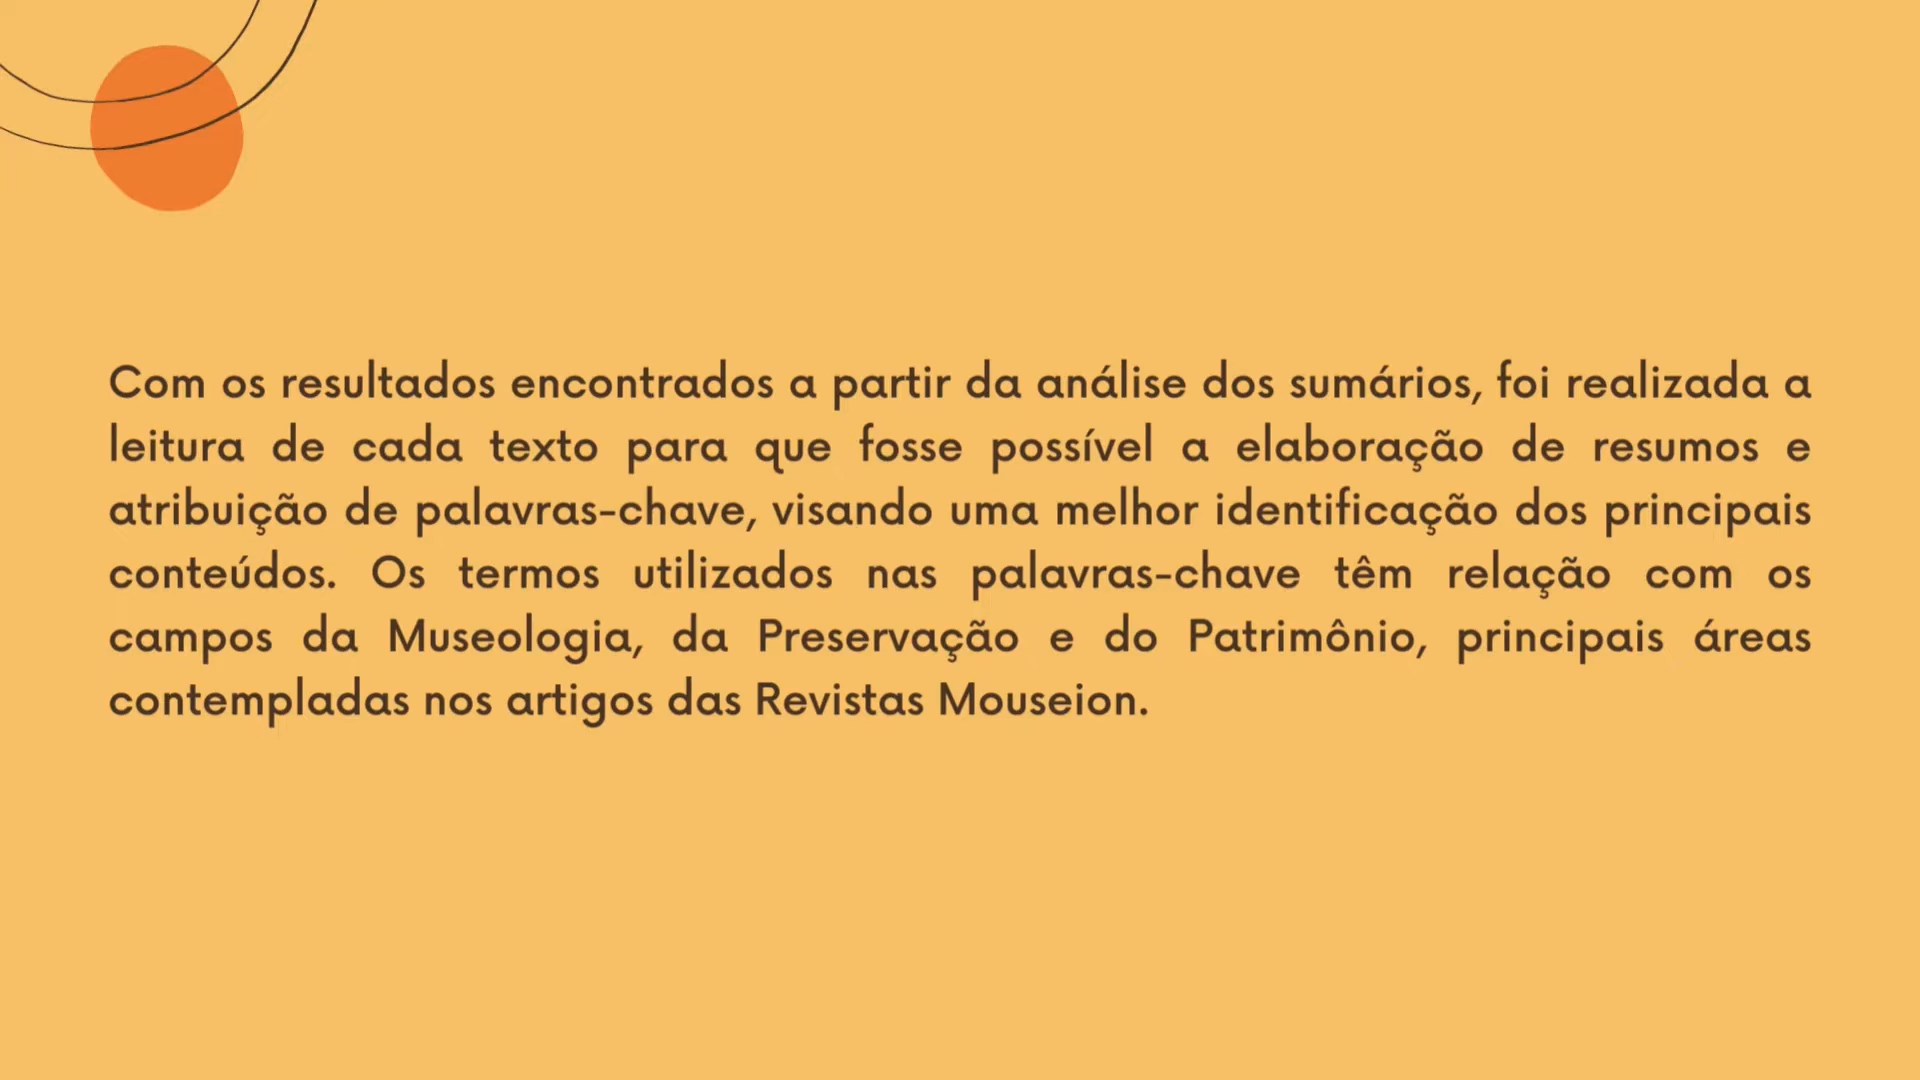 Com os resultados encontrados a partir da análise dos sumários, foi realizada a
leitura de cada texto para que fosse possível a elaboração de resumos e
atribuição de palavras-chave, visando uma melhor identificação dos principais
conteúdos. Os termos utilizados nas palavras-chave têm relação com os
campos da Museologia, da Preservação e do Patrimônio, principais áreas
contempladas nos artigos das Revistas Mouseion.